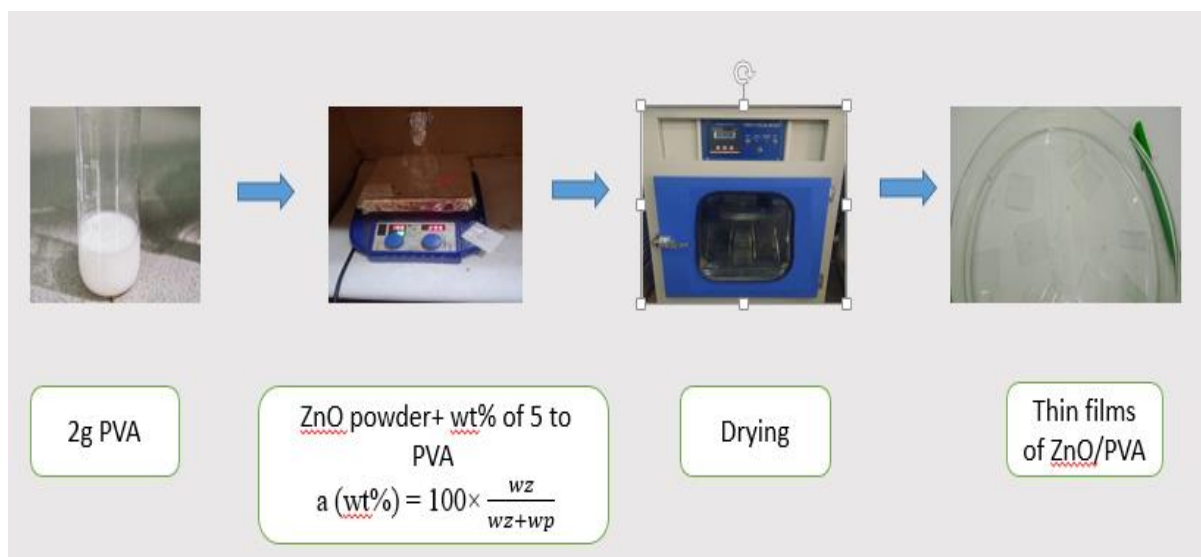 2g PVA
ZnO powder+ wt% of 5 to
PVA
a (wt%) = 100× wz/(wz+wp)
Drying
Thin films
of ZnO/PVA